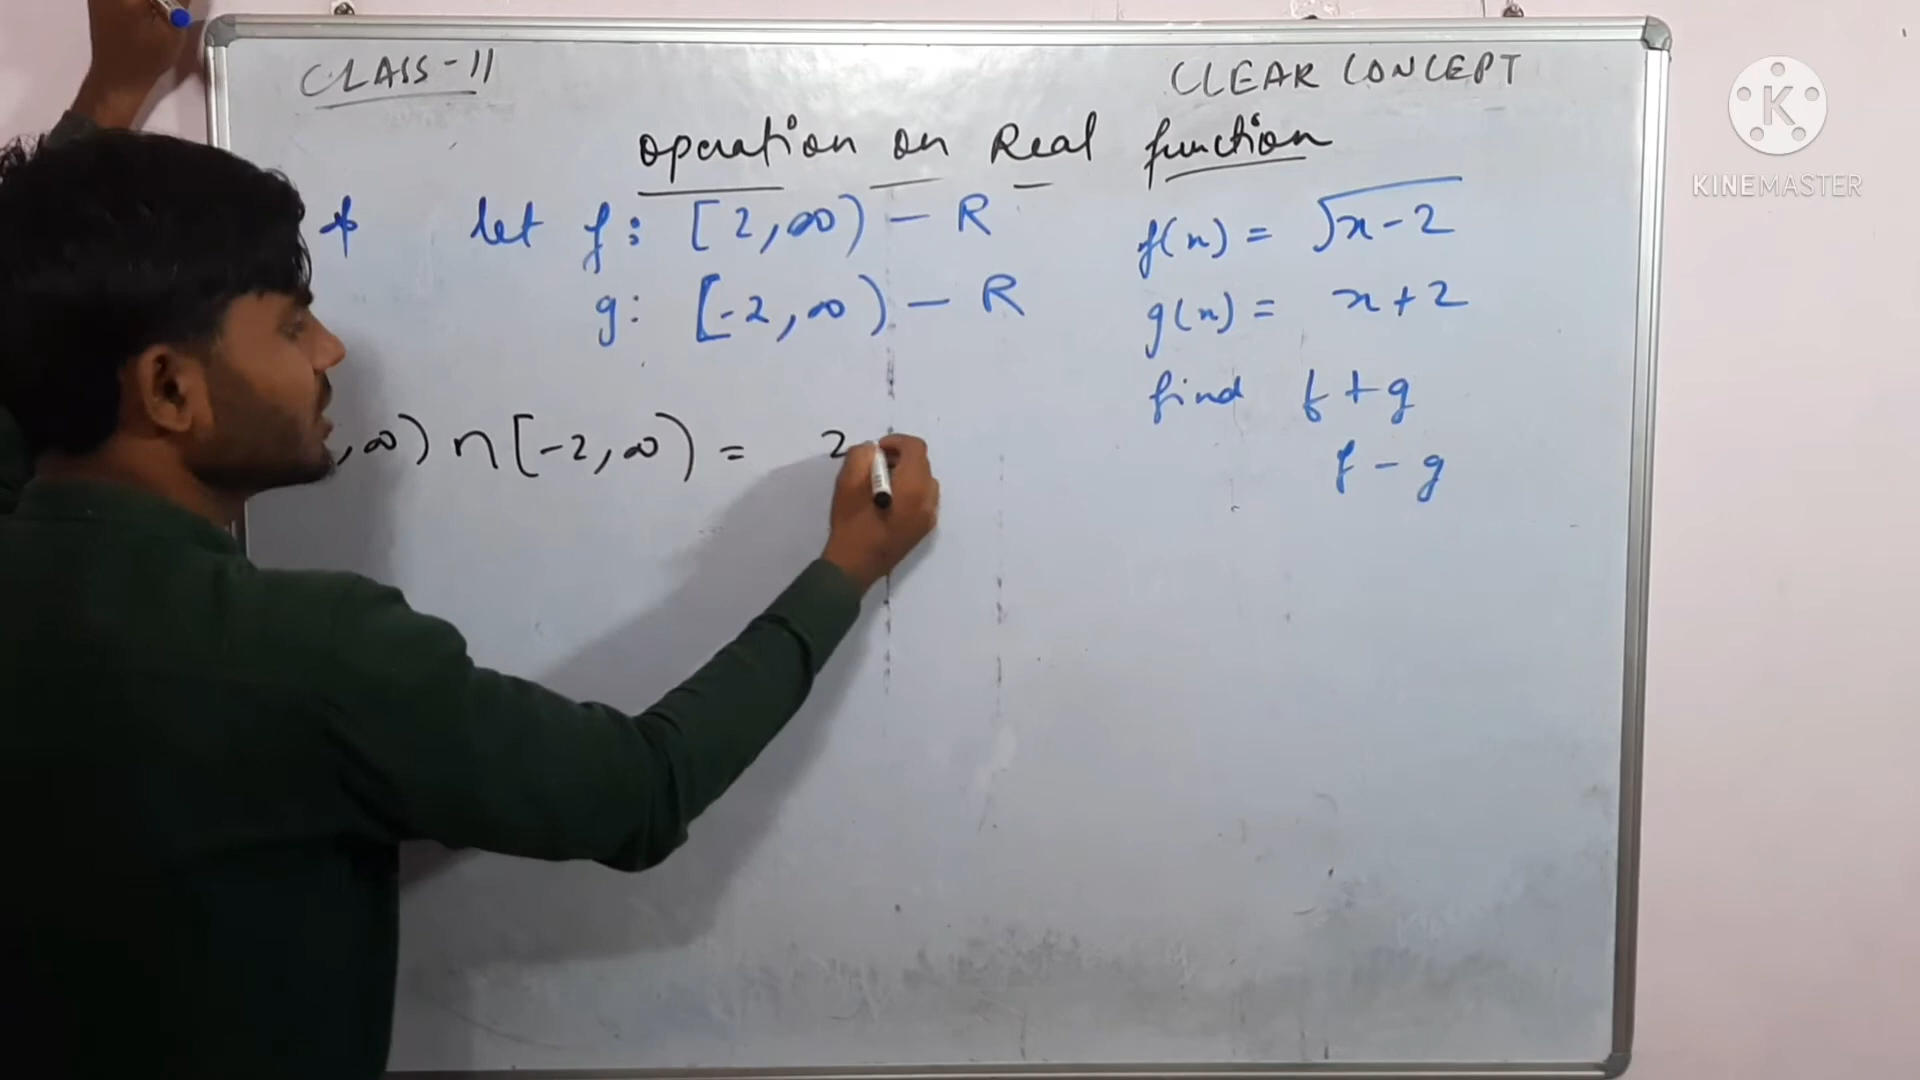 CLASS-11
CLEAR CONCEPT
operation on Real function
let f: [2,∞) – R
f(x) = √x-2
g: [-2,∞) – R
g(x) = x+2
find f+g
f-g
,∞) ∩ [-2,∞) = 2
KINEMASTER